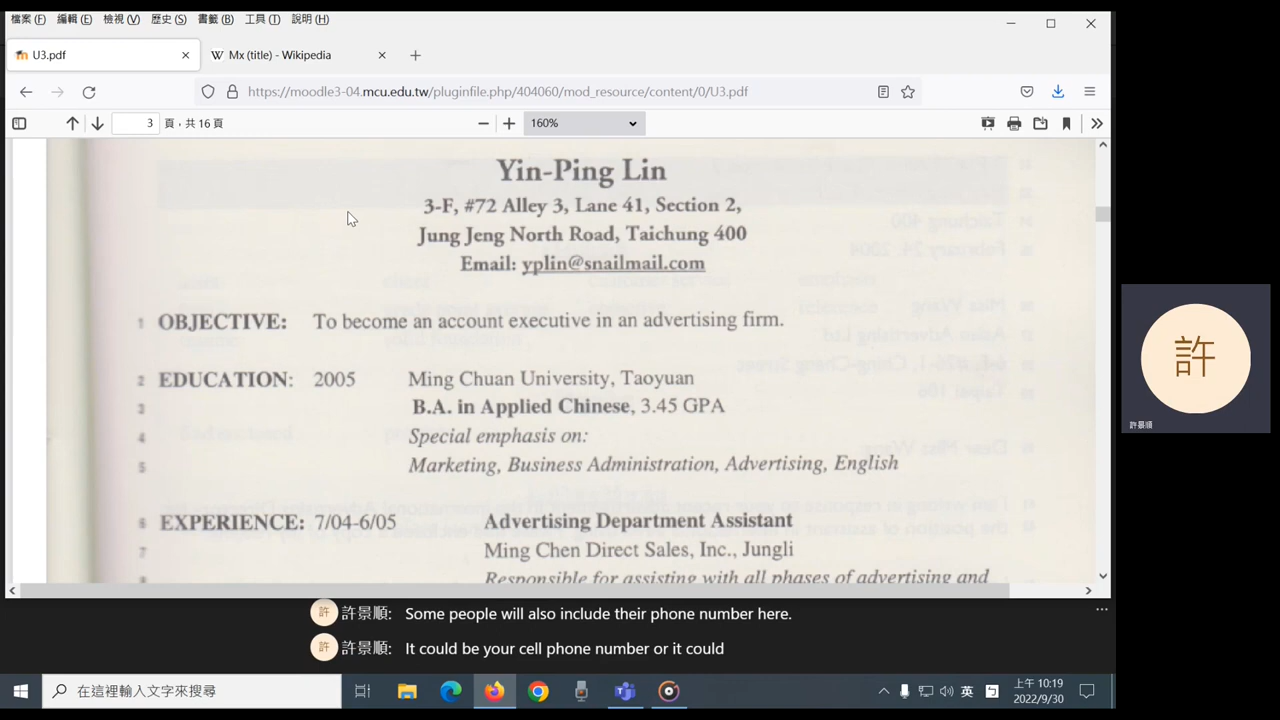 檔案 (F) 編輯 (E) 檢視 (V) 歷史 (S) 書籤 (B) 工具 (T) 說明 (H)
U3.pdf
W Mx (title) - Wikipedia
https://moodle3-04.mcu.edu.tw/pluginfile.php/404060/mod_resource/content/0/U3.pdf
3 頁，共 16 頁
160%
Yin-Ping Lin
3-F, #72 Alley 3, Lane 41, Section 2,
Jung Jeng North Road, Taichung 400
Email: yplin@snailmail.com
1 OBJECTIVE: To become an account executive in an advertising firm.
2 EDUCATION: 2005 Ming Chuan University, Taoyuan
3 B.A. in Applied Chinese, 3.45 GPA
4 Special emphasis on:
5 Marketing, Business Administration, Advertising, English
6 EXPERIENCE: 7/04-6/05 Advertising Department Assistant
7 Ming Chen Direct Sales, Inc., Jungli
8 Responsible for assisting with all phases of advertising and
許
許景順
許 許景順: Some people will also include their phone number here.
許 許景順: It could be your cell phone number or it could
在這裡輸入文字來搜尋
英
ㄅ
上午 10:19
2022/9/30